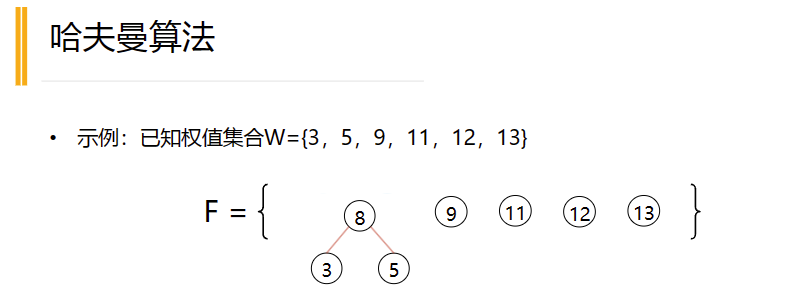 哈夫曼算法
• 示例：已知权值集合W={3，5，9，11，12，13}
F = { 8 9 11 12 13 }
3 5